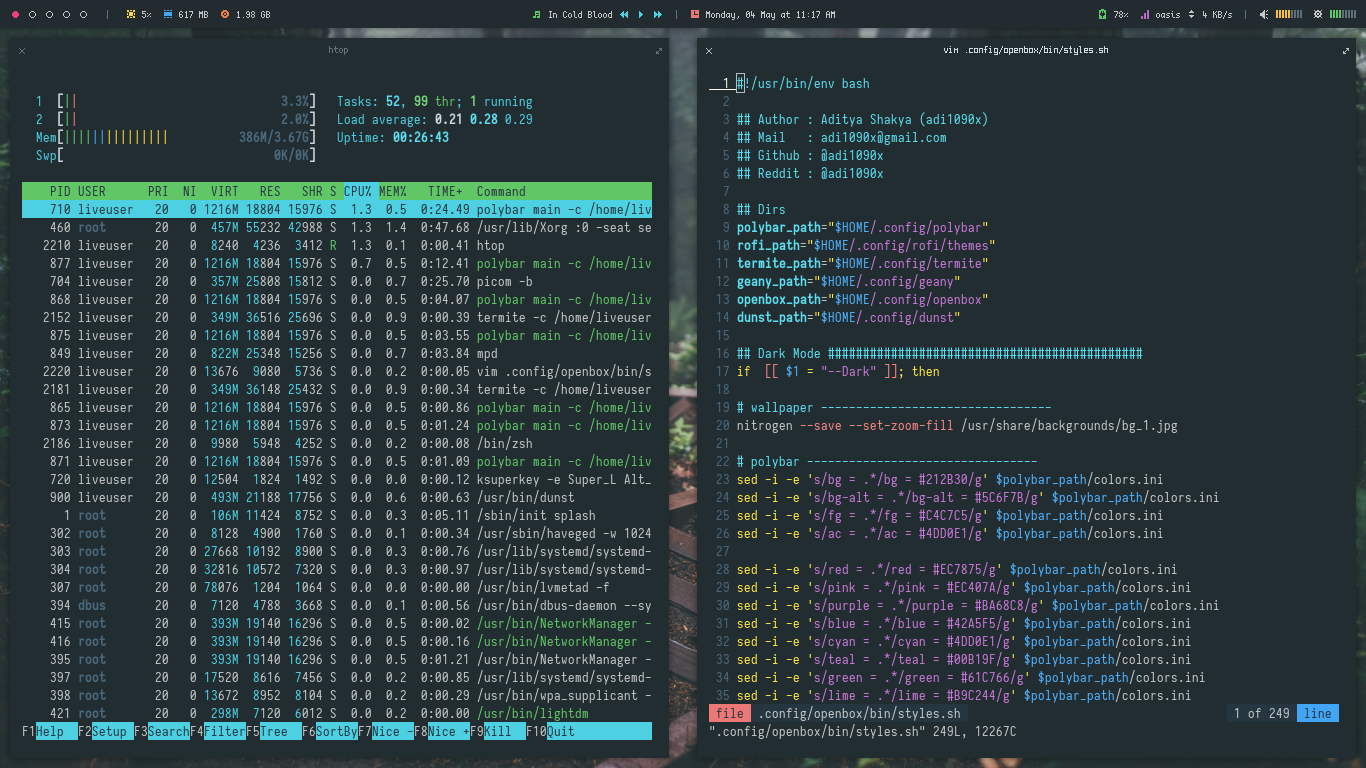 5% 617 MB 1.98 GB In Cold Blood Monday, 04 May at 11:17 AM 78% oasis 4 KB/s
htop
1 [|| 3.3%] Tasks: 52, 99 thr; 1 running
2 [|| 2.0%] Load average: 0.21 0.28 0.29
Mem[||||||||||||||| 386M/3.67G] Uptime: 00:26:43
Swp[ 0K/0K]
PID USER PRI NI VIRT RES SHR S CPU% MEM% TIME+ Command
710 liveuser 20 0 1216M 18804 15976 S 1.3 0.5 0:24.49 polybar main -c /home/liv
460 root 20 0 457M 55232 42988 S 1.3 1.4 0:47.68 /usr/lib/Xorg :0 -seat se
2210 liveuser 20 0 8240 4236 3412 R 1.3 0.1 0:00.41 htop
877 liveuser 20 0 1216M 18804 15976 S 0.7 0.5 0:12.41 polybar main -c /home/liv
704 liveuser 20 0 357M 25808 15812 S 0.0 0.7 0:25.70 picom -b
868 liveuser 20 0 1216M 18804 15976 S 0.0 0.5 0:04.07 polybar main -c /home/liv
2152 liveuser 20 0 349M 36516 25696 S 0.0 0.9 0:00.39 termite -c /home/liveuser
875 liveuser 20 0 1216M 18804 15976 S 0.0 0.5 0:03.55 polybar main -c /home/liv
849 liveuser 20 0 822M 25348 15256 S 0.0 0.7 0:03.84 mpd
2220 liveuser 20 0 13676 9080 5736 S 0.0 0.2 0:00.05 vim .config/openbox/bin/s
2181 liveuser 20 0 349M 36148 25432 S 0.0 0.9 0:00.34 termite -c /home/liveuser
865 liveuser 20 0 1216M 18804 15976 S 0.0 0.5 0:00.86 polybar main -c /home/liv
873 liveuser 20 0 1216M 18804 15976 S 0.0 0.5 0:01.24 polybar main -c /home/liv
2186 liveuser 20 0 9980 5948 4252 S 0.0 0.2 0:00.08 /bin/zsh
871 liveuser 20 0 1216M 18804 15976 S 0.0 0.5 0:01.09 polybar main -c /home/liv
720 liveuser 20 0 12504 1824 1492 S 0.0 0.0 0:00.12 ksuperkey -e Super_L Alt_
900 liveuser 20 0 493M 21188 17756 S 0.0 0.6 0:00.63 /usr/bin/dunst
1 root 20 0 106M 11424 8752 S 0.0 0.3 0:05.11 /sbin/init splash
302 root 20 0 8128 4900 1760 S 0.0 0.1 0:00.34 /usr/sbin/haveged -w 1024
303 root 20 0 27668 10192 8900 S 0.0 0.3 0:00.76 /usr/lib/systemd/systemd-
304 root 20 0 32816 10572 7320 S 0.0 0.3 0:00.97 /usr/lib/systemd/systemd-
307 root 20 0 78076 1204 1064 S 0.0 0.0 0:00.00 /usr/bin/lvmetad -f
394 dbus 20 0 7120 4788 3668 S 0.0 0.1 0:00.56 /usr/bin/dbus-daemon --sy
415 root 20 0 393M 19140 16296 S 0.0 0.5 0:00.02 /usr/bin/NetworkManager -
416 root 20 0 393M 19140 16296 S 0.0 0.5 0:00.16 /usr/bin/NetworkManager -
395 root 20 0 393M 19140 16296 S 0.0 0.5 0:01.21 /usr/bin/NetworkManager -
397 root 20 0 17520 8616 7456 S 0.0 0.2 0:00.85 /usr/lib/systemd/systemd-
398 root 20 0 13672 8952 8104 S 0.0 0.2 0:00.29 /usr/bin/wpa_supplicant -
421 root 20 0 298M 7120 6012 S 0.0 0.2 0:00.00 /usr/bin/lightdm
F1Help F2Setup F3SearchF4FilterF5Tree F6SortByF7Nice -F8Nice +F9Kill F10Quit
vim .config/openbox/bin/styles.sh
1 #!/usr/bin/env bash
2
3 ## Author : Aditya Shakya (adi1090x)
4 ## Mail : adi1090x@gmail.com
5 ## Github : @adi1090x
6 ## Reddit : @adi1090x
7
8 ## Dirs
9 polybar_path="$HOME/.config/polybar"
10 rofi_path="$HOME/.config/rofi/themes"
11 termite_path="$HOME/.config/termite"
12 geany_path="$HOME/.config/geany"
13 openbox_path="$HOME/.config/openbox"
14 dunst_path="$HOME/.config/dunst"
15
16 ## Dark Mode #############################################
17 if [[ $1 = "--Dark" ]]; then
18
19 # wallpaper ---------------------------------
20 nitrogen --save --set-zoom-fill /usr/share/backgrounds/bg_1.jpg
21
22 # polybar ---------------------------------
23 sed -i -e 's/bg = .*/bg = #212B30/g' $polybar_path/colors.ini
24 sed -i -e 's/bg-alt = .*/bg-alt = #5C6F7B/g' $polybar_path/colors.ini
25 sed -i -e 's/fg = .*/fg = #C4C7C5/g' $polybar_path/colors.ini
26 sed -i -e 's/ac = .*/ac = #4DD0E1/g' $polybar_path/colors.ini
27
28 sed -i -e 's/red = .*/red = #EC7875/g' $polybar_path/colors.ini
29 sed -i -e 's/pink = .*/pink = #EC407A/g' $polybar_path/colors.ini
30 sed -i -e 's/purple = .*/purple = #BA68C8/g' $polybar_path/colors.ini
31 sed -i -e 's/blue = .*/blue = #42A5F5/g' $polybar_path/colors.ini
32 sed -i -e 's/cyan = .*/cyan = #4DD0E1/g' $polybar_path/colors.ini
33 sed -i -e 's/teal = .*/teal = #00B19F/g' $polybar_path/colors.ini
34 sed -i -e 's/green = .*/green = #61C766/g' $polybar_path/colors.ini
35 sed -i -e 's/lime = .*/lime = #B9C244/g' $polybar_path/colors.ini
file .config/openbox/bin/styles.sh 1 of 249 line
".config/openbox/bin/styles.sh" 249L, 12267C